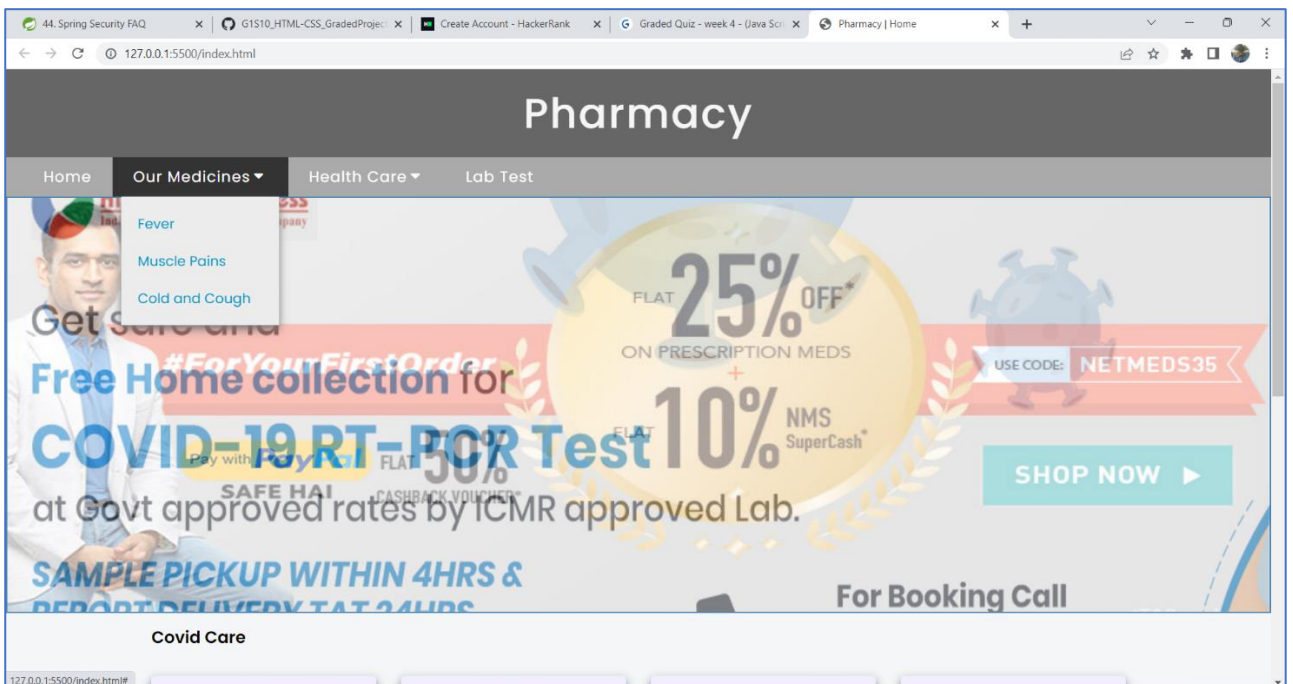 44. Spring Security FAQ
G1S10_HTML-CSS_GradedProject
Create Account - HackerRank
Graded Quiz - week 4 - (Java Scri
Pharmacy | Home
127.0.0.1:5500/index.html
Pharmacy
Home Our Medicines Health Care Lab Test
Fever
Muscle Pains
Cold and Cough
FLAT 25% OFF*
ON PRESCRIPTION MEDS
+
FLAT 10% NMS SuperCash*
#ForYourFirstOrder
USE CODE: NETMEDS35
Pay with PayPal FLAT 50%
SAFE HAI CASHBACK VOUCHER*
SHOP NOW
Get safe and
Free Home collection for
COVID-19 RT-PCR Test
at Govt approved rates by ICMR approved Lab.
SAMPLE PICKUP WITHIN 4HRS &
REPORT DELIVERY TAT 24HRS
For Booking Call
Covid Care
127.0.0.1:5500/index.html#